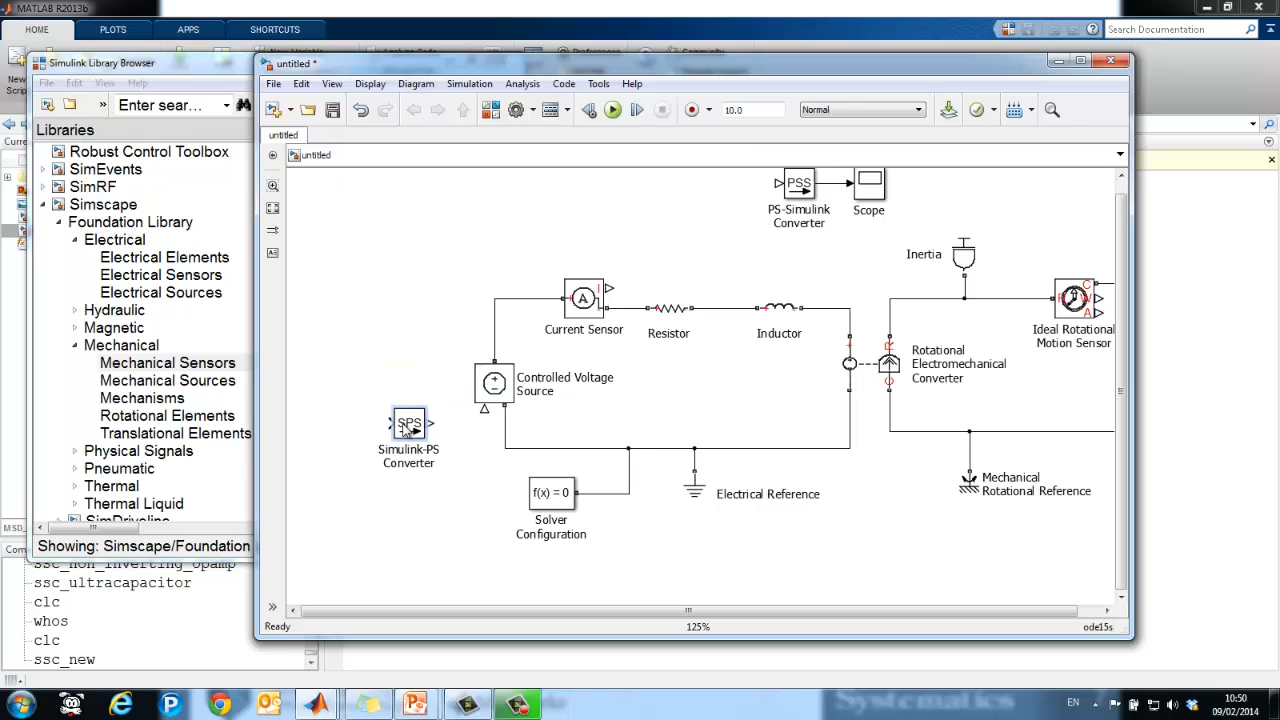 MATLAB R2013b
HOME
PLOTS
APPS
SHORTCUTS
Search Documentation
New
Script
Simulink Library Browser
File Edit View Help
» Enter sear...
Libraries
Robust Control Toolbox
SimEvents
SimRF
Simscape
Foundation Library
Electrical
Electrical Elements
Electrical Sensors
Electrical Sources
Hydraulic
Magnetic
Mechanical
Mechanical Sensors
Mechanical Sources
Mechanisms
Rotational Elements
Translational Elements
Physical Signals
Pneumatic
Thermal
Thermal Liquid
SimDriveline
Showing: Simscape/Foundation
ssc_non_inverting_opamp
ssc_ultracapacitor
clc
whos
clc
ssc_new
untitled *
File Edit View Display Diagram Simulation Analysis Code Tools Help
10.0
Normal
untitled
untitled
PSS
PS-Simulink
Converter
Scope
Inertia
A
I
Current Sensor
Resistor
Inductor
R
C
W
A
Ideal Rotational
Motion Sensor
Controlled Voltage
Source
R
C
Rotational
Electromechanical
Converter
SPS
Simulink-PS
Converter
f(x) = 0
Solver
Configuration
Electrical Reference
Mechanical
Rotational Reference
Ready
125%
ode15s
Systematics
EN
10:50
09/02/2014